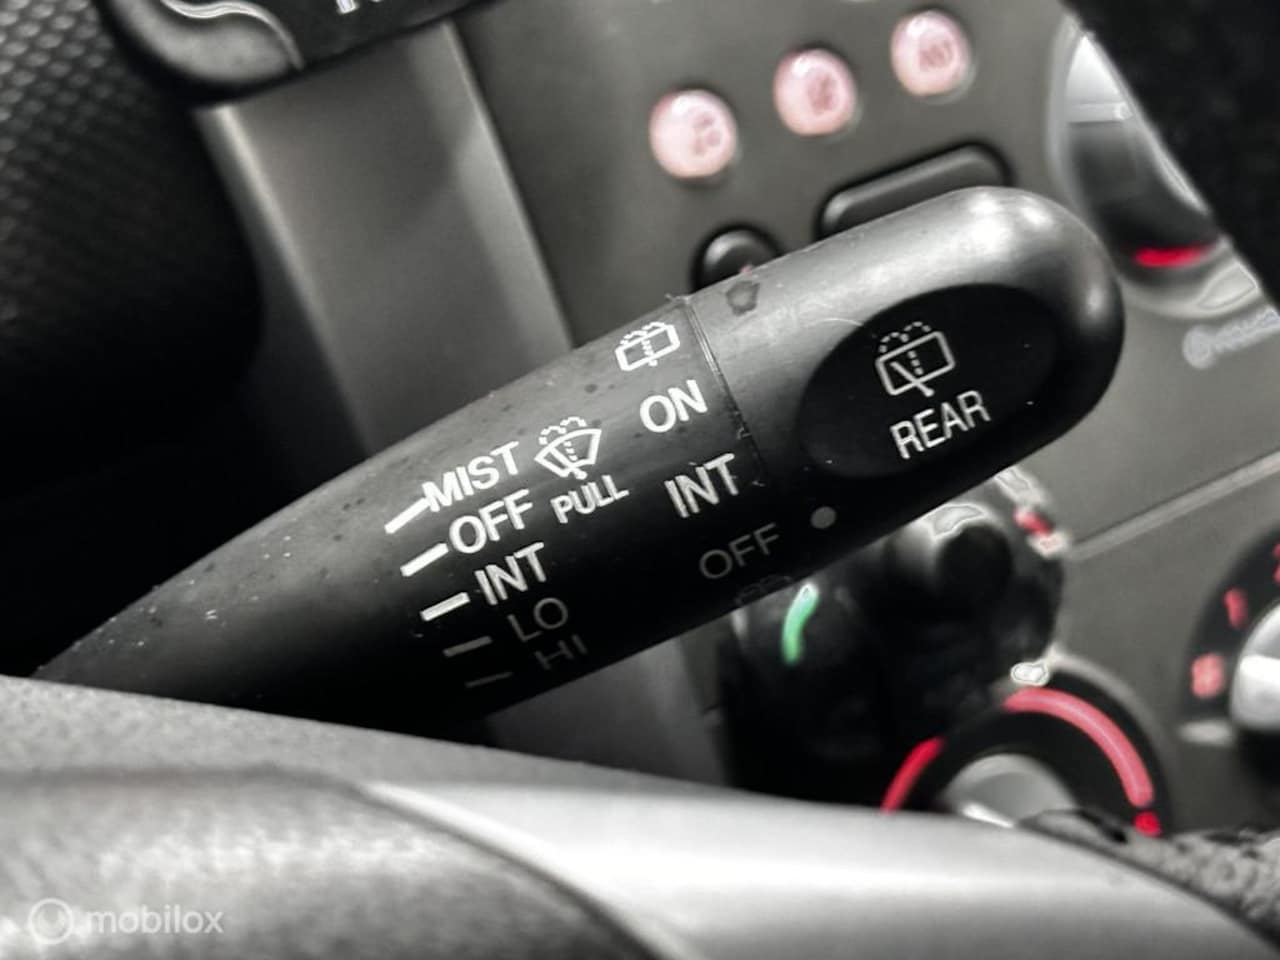 MIST
OFF
INT
LO
HI
PULL
ON
INT
OFF
REAR
mobilox